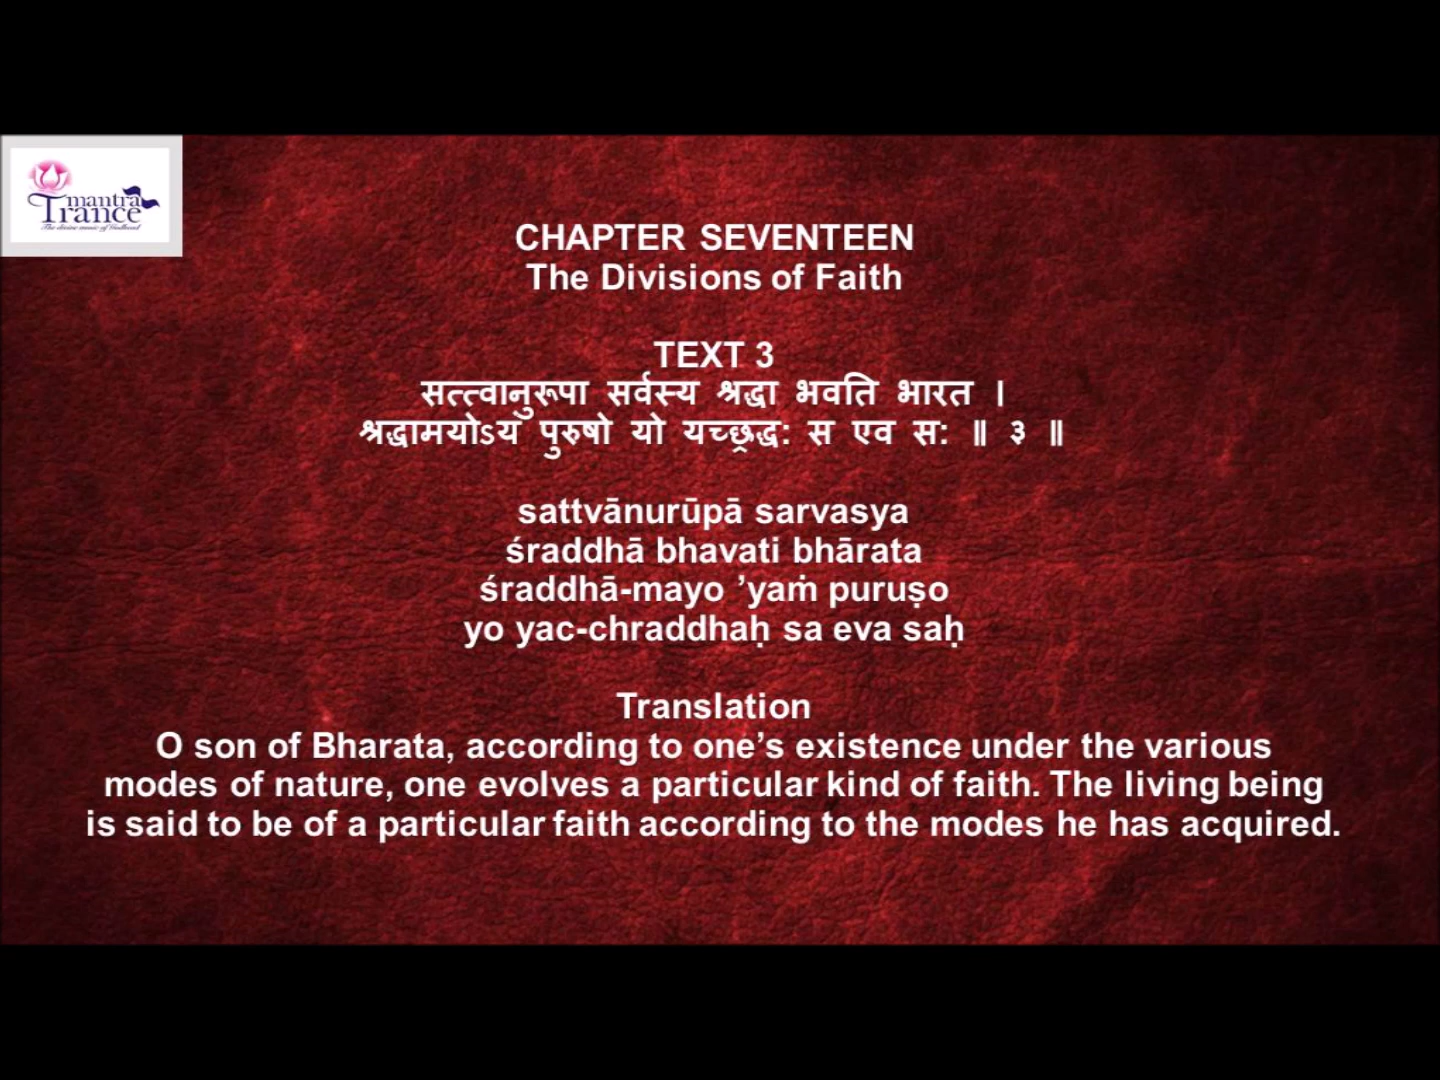 mantra
Trance
CHAPTER SEVENTEEN
The Divisions of Faith
TEXT 3
सत्त्वानुरूपा सर्वस्य श्रद्धा भवति भारत ।
श्रद्धामयोऽय पुरुषो यो यच्छ्रद्ध: स एव स: ॥ ३ ॥
sattvānurūpā sarvasya
śraddhā bhavati bhārata
śraddhā-mayo ’yaṁ puruṣo
yo yac-chraddhaḥ sa eva saḥ
Translation
O son of Bharata, according to one’s existence under the various
modes of nature, one evolves a particular kind of faith. The living being
is said to be of a particular faith according to the modes he has acquired.